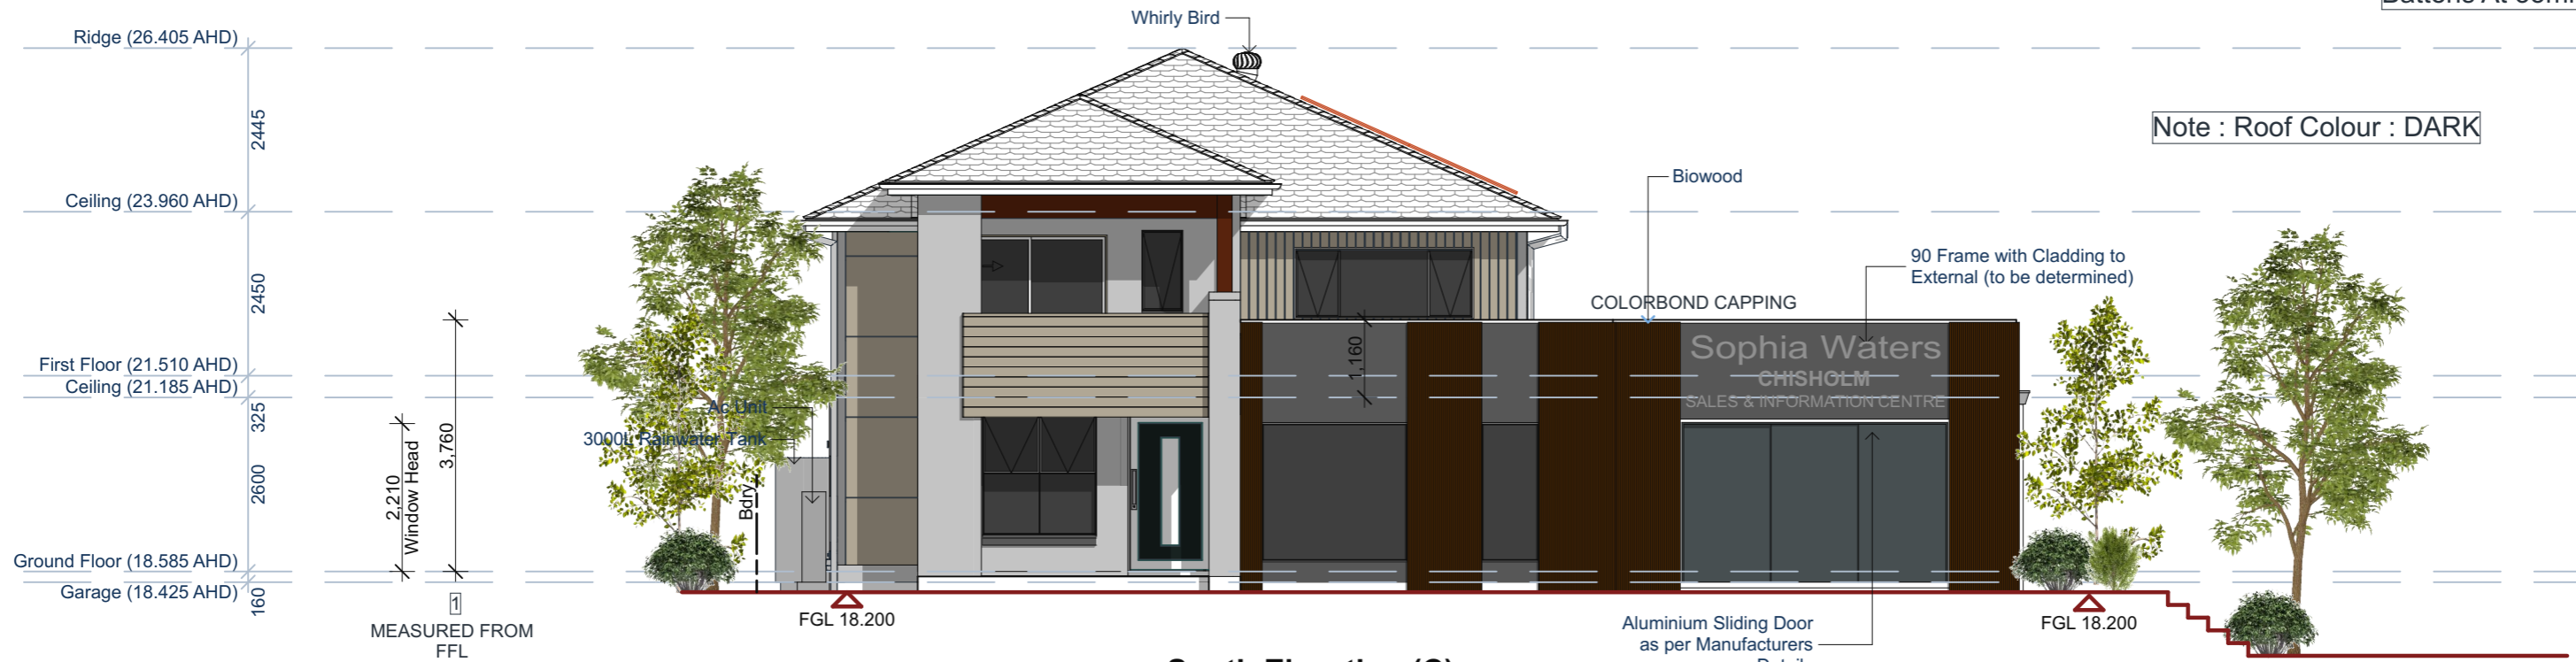 Whirly Bird
Ridge (26.405 AHD)
2445
Note : Roof Colour : DARK
Biowood
Ceiling (23.960 AHD)
90 Frame with Cladding to
External (to be determined)
2450
COLORBOND CAPPING
Sophia Waters
CHISHOLM
SALES & INFORMATION CENTRE
1,160
First Floor (21.510 AHD)
Ceiling (21.185 AHD)
325
Ac Unit
3000L Rainwater Tank
3,760
2,210
Window Head
2600
Bdry
Ground Floor (18.585 AHD)
Garage (18.425 AHD)
160
1
MEASURED FROM
FFL
FGL 18.200
FGL 18.200
Aluminium Sliding Door
as per Manufacturers